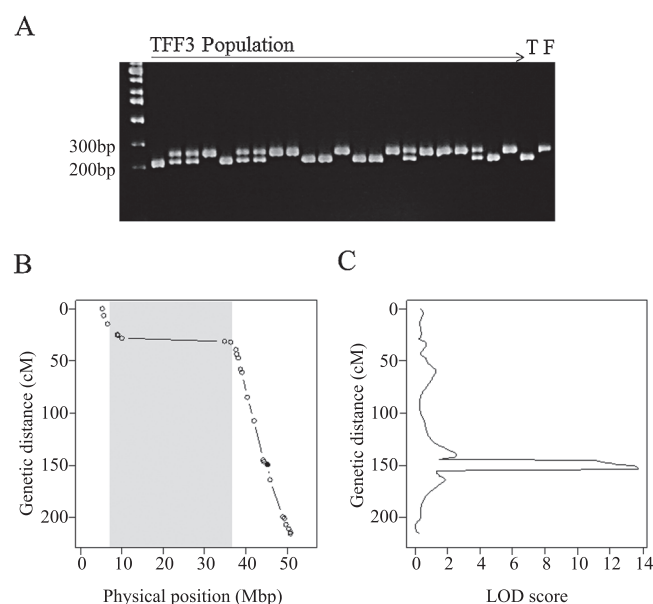 A
TFF3 Population T F
300bp
200bp
B
C
0
50
100
150
200
Genetic distance (cM)
0 10 20 30 40 50
Physical position (Mbp)
0
50
100
150
200
Genetic distance (cM)
0 2 4 6 8 10 12 14
LOD score